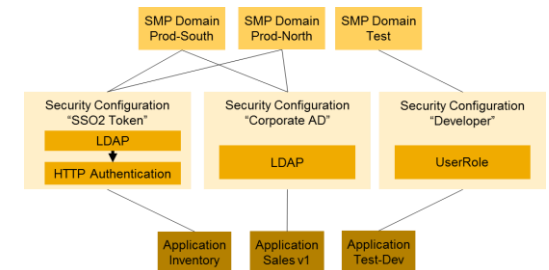 SMP Domain
Prod-South
SMP Domain
Prod-North
SMP Domain
Test
Security Configuration
“SSO2 Token”
LDAP
HTTP Authentication
Security Configuration
“Corporate AD”
LDAP
Security Configuration
“Developer”
UserRole
Application
Inventory
Application
Sales v1
Application
Test-Dev